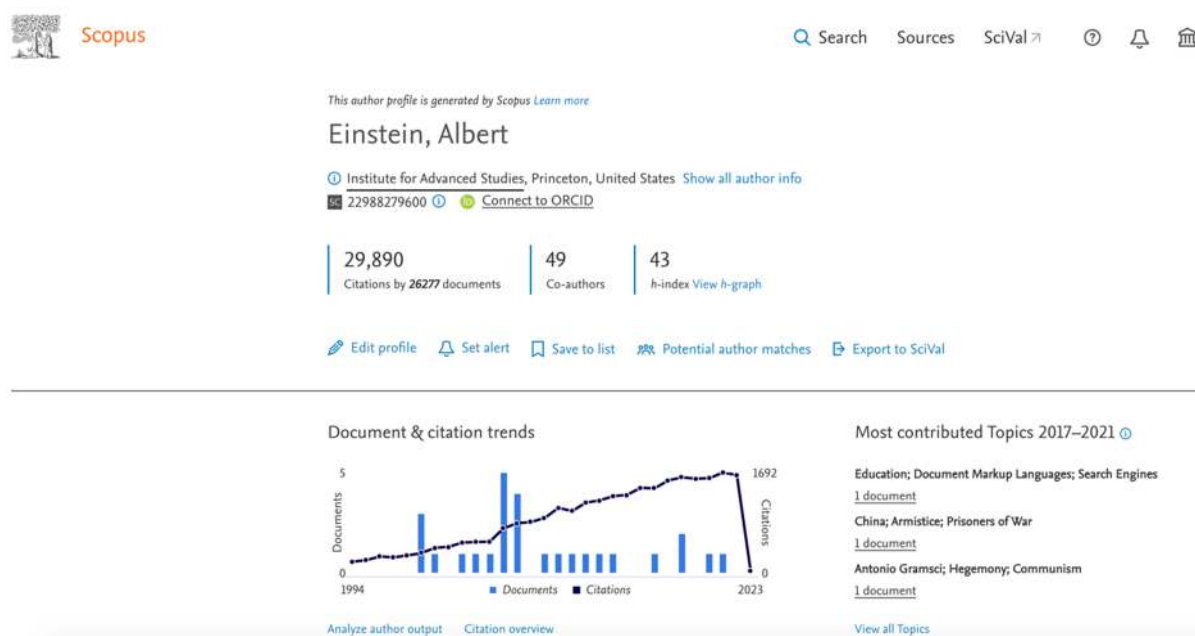 Scopus
Search Sources SciVal
This author profile is generated by Scopus Learn more
Einstein, Albert
Institute for Advanced Studies, Princeton, United States Show all author info
SC 22988279600 iD Connect to ORCID
29,890
Citations by 26277 documents
49
Co-authors
43
h-index View h-graph
Edit profile Set alert Save to list Potential author matches Export to SciVal
Document & citation trends
5
1692
Documents
Citations
0
0
1994
2023
Documents Citations
Analyze author output Citation overview
Most contributed Topics 2017–2021
Education; Document Markup Languages; Search Engines
1 document
China; Armistice; Prisoners of War
1 document
Antonio Gramsci; Hegemony; Communism
1 document
View all Topics